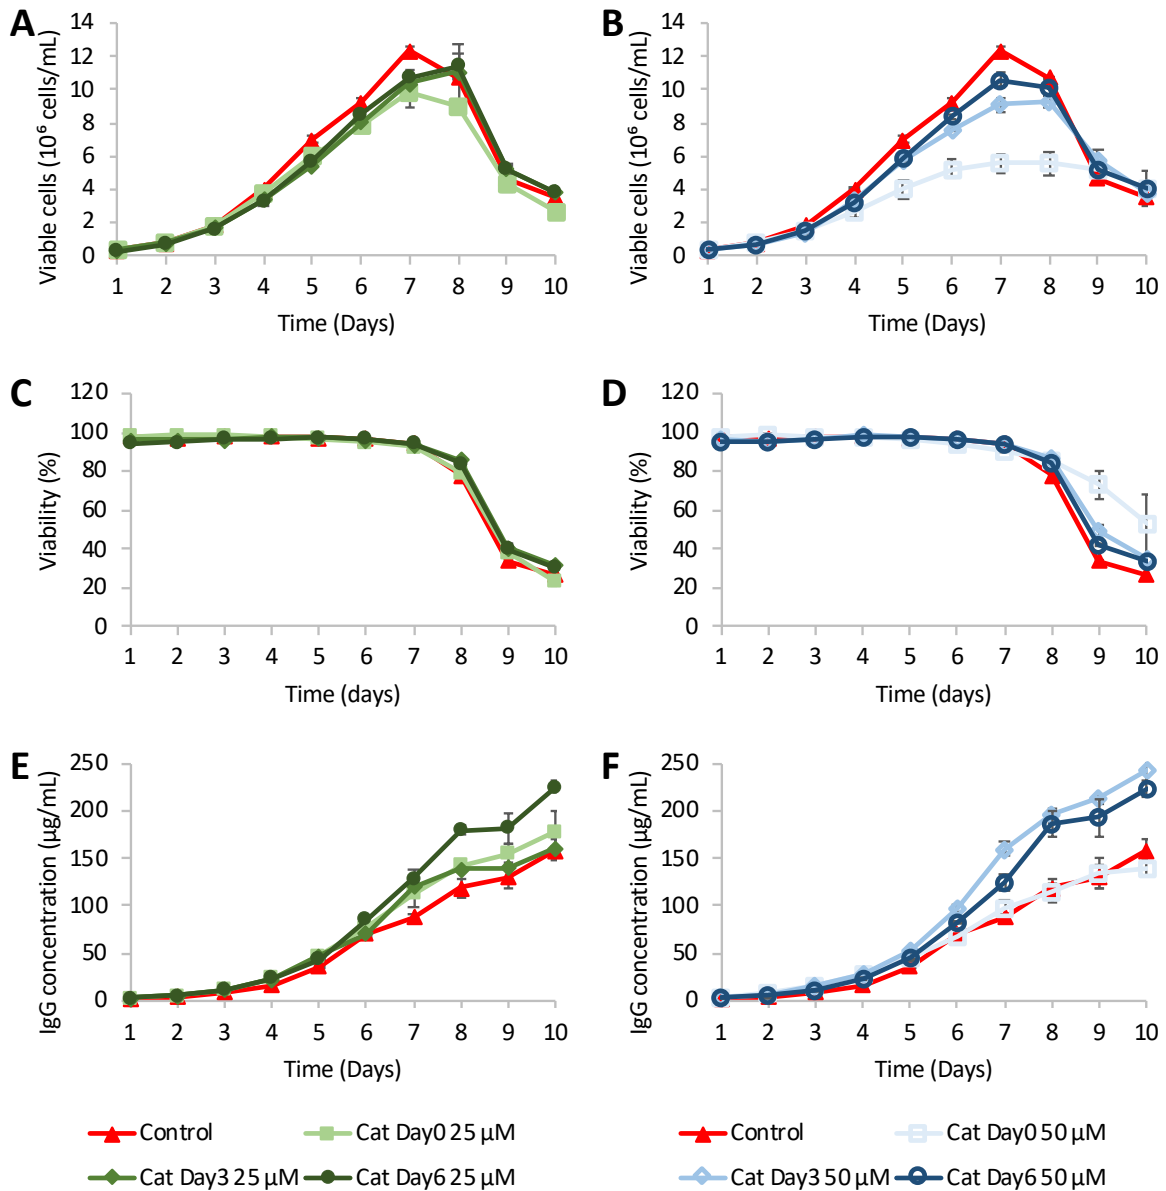 A
Viable cells (10⁶ cells/mL)
14
12
10
8
6
4
2
0
1 2 3 4 5 6 7 8 9 10
Time (Days)
B
Viable cells (10⁶ cells/mL)
14
12
10
8
6
4
2
0
1 2 3 4 5 6 7 8 9 10
Time (Days)
C
Viability (%)
120
100
80
60
40
20
0
1 2 3 4 5 6 7 8 9 10
Time (days)
D
Viability (%)
120
100
80
60
40
20
0
1 2 3 4 5 6 7 8 9 10
Time (days)
E
IgG concentration (µg/mL)
250
200
150
100
50
0
1 2 3 4 5 6 7 8 9 10
Time (Days)
F
IgG concentration (µg/mL)
250
200
150
100
50
0
1 2 3 4 5 6 7 8 9 10
Time (Days)
Control
Cat Day0 25 µM
Cat Day3 25 µM
Cat Day6 25 µM
Control
Cat Day0 50 µM
Cat Day3 50 µM
Cat Day6 50 µM